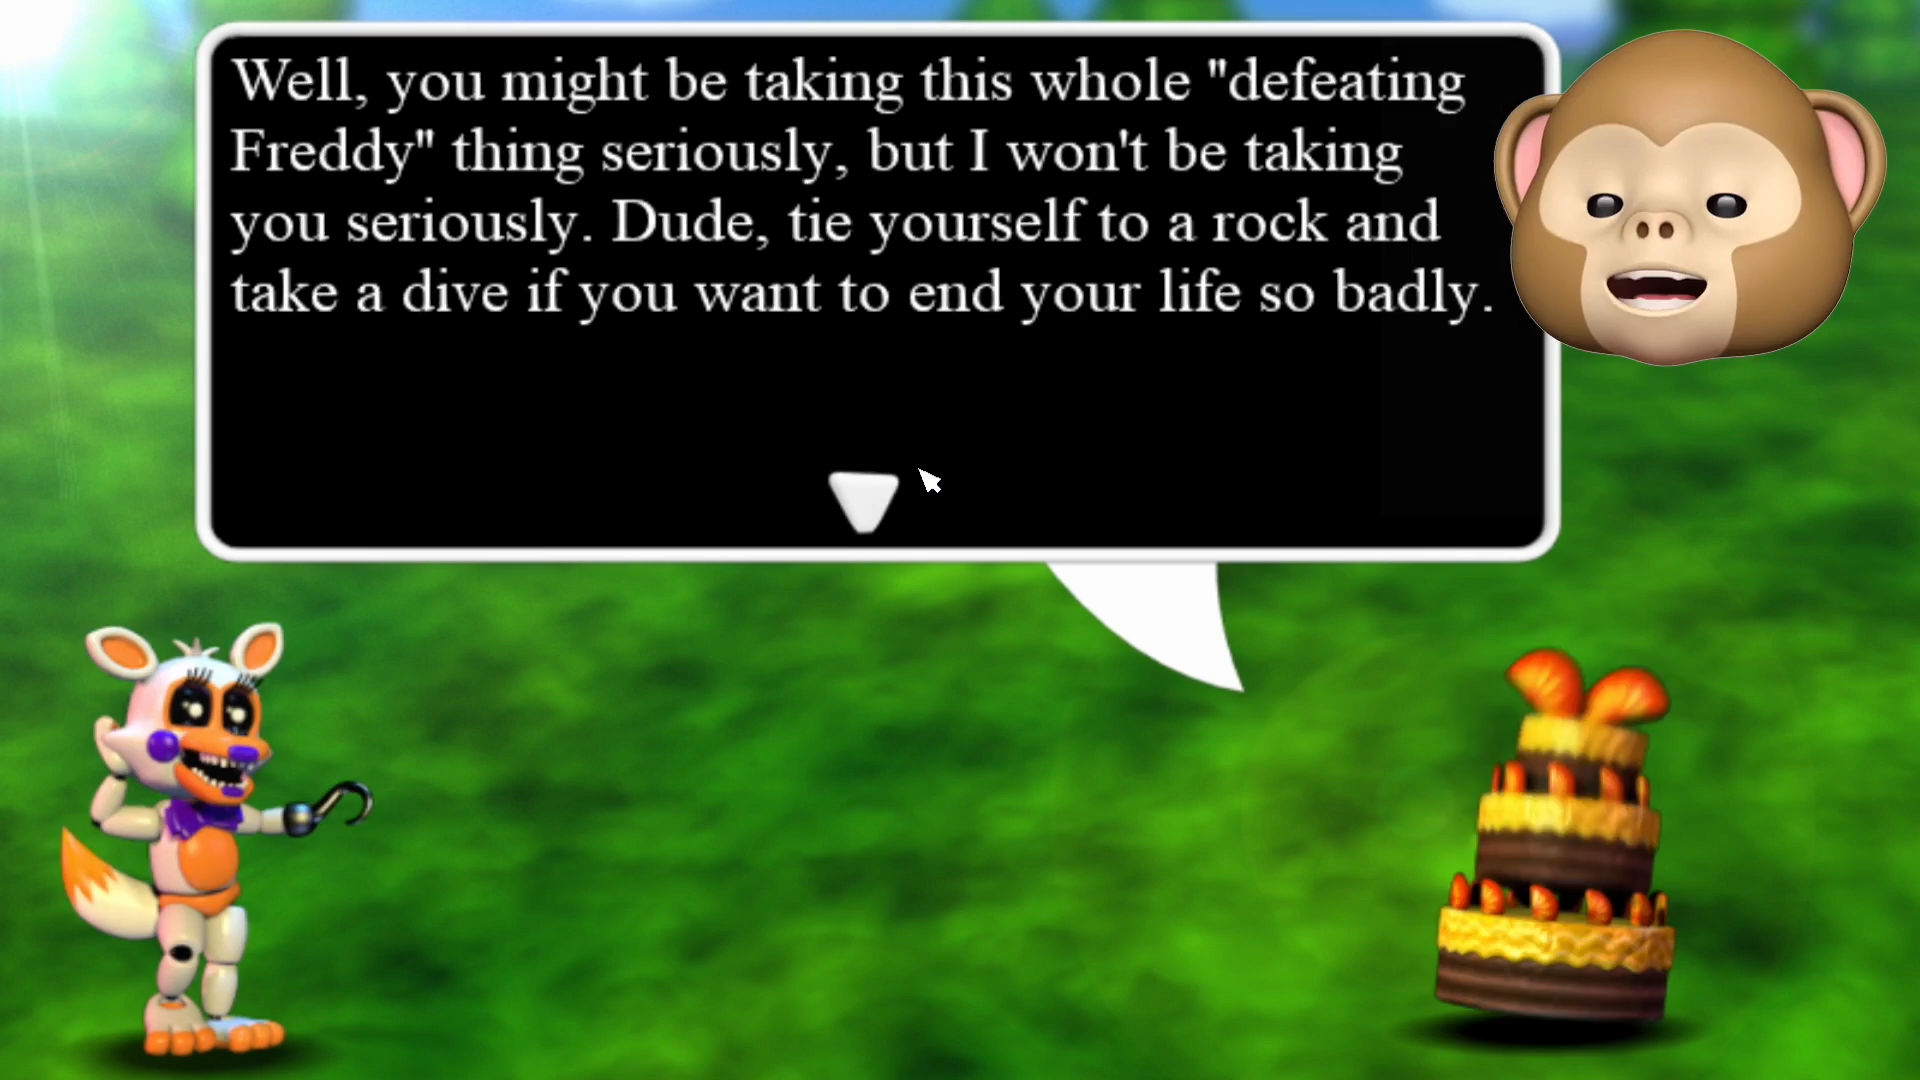 Well, you might be taking this whole "defeating
Freddy" thing seriously, but I won't be taking
you seriously. Dude, tie yourself to a rock and
take a dive if you want to end your life so badly.